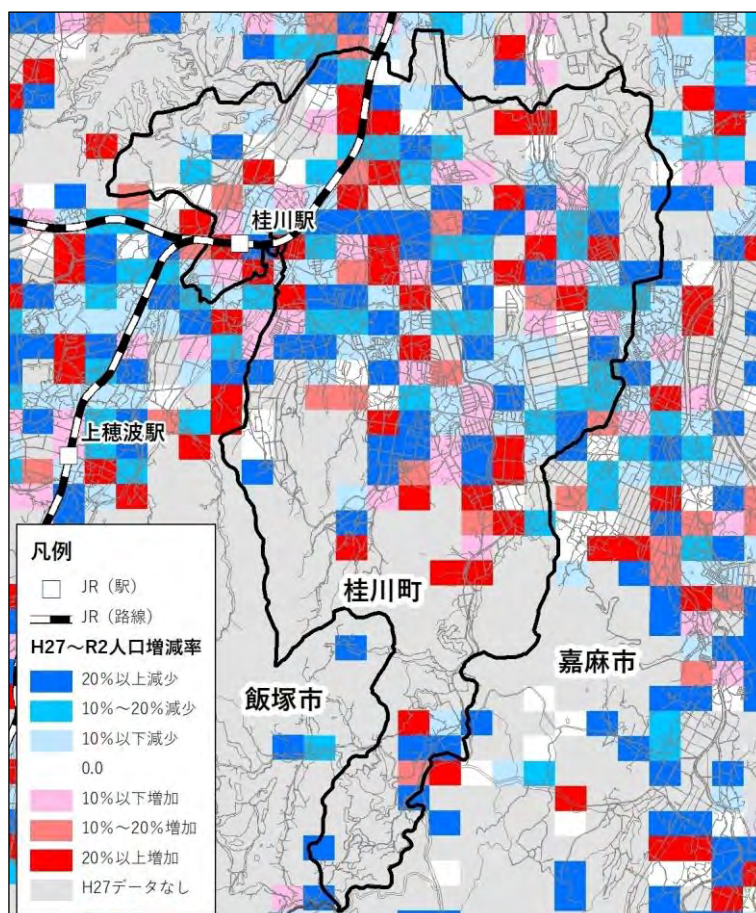 桂川駅
上穂波駅
桂川町
飯塚市
嘉麻市
凡例
JR（駅）
JR（路線）
H27～R2人口増減率
20%以上減少
10%～20%減少
10%以下減少
0.0
10%以下増加
10%～20%増加
20%以上増加
H27データなし